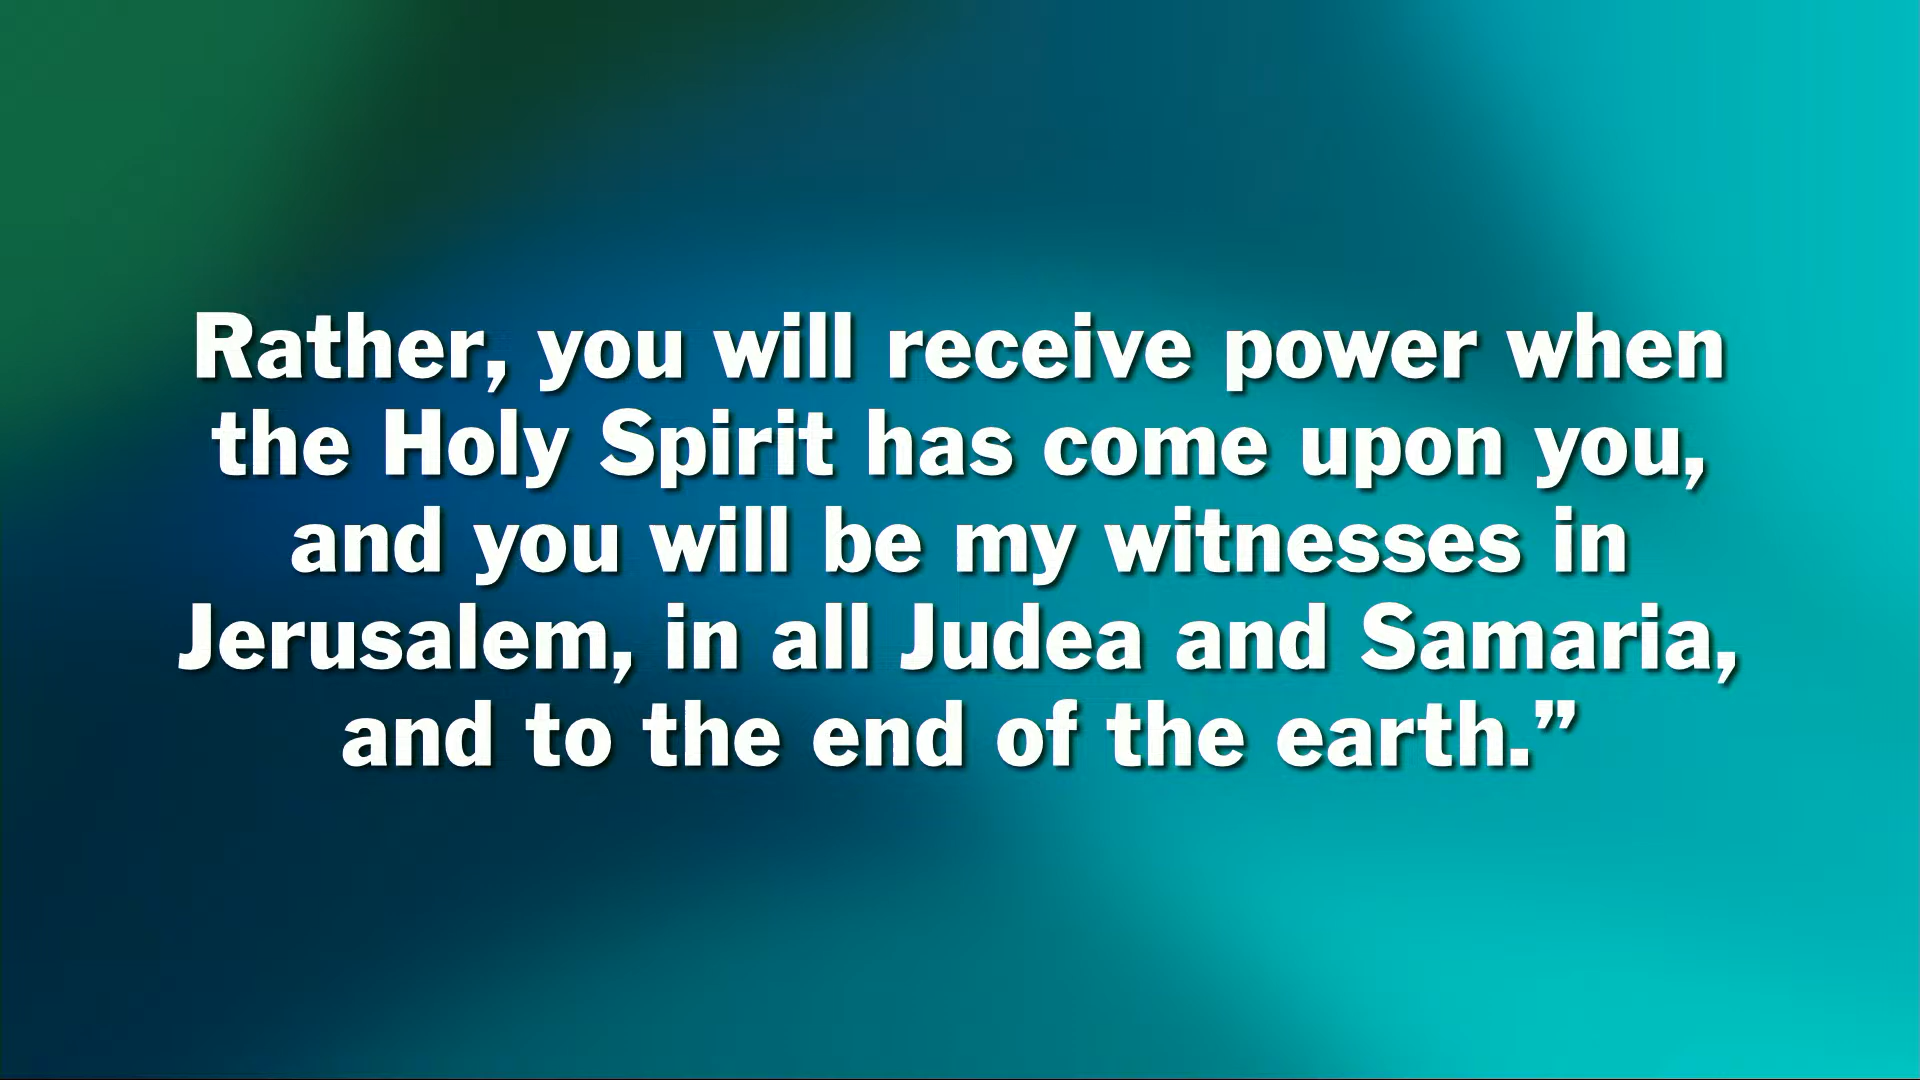 Rather, you will receive power when
the Holy Spirit has come upon you,
and you will be my witnesses in
Jerusalem, in all Judea and Samaria,
and to the end of the earth.”